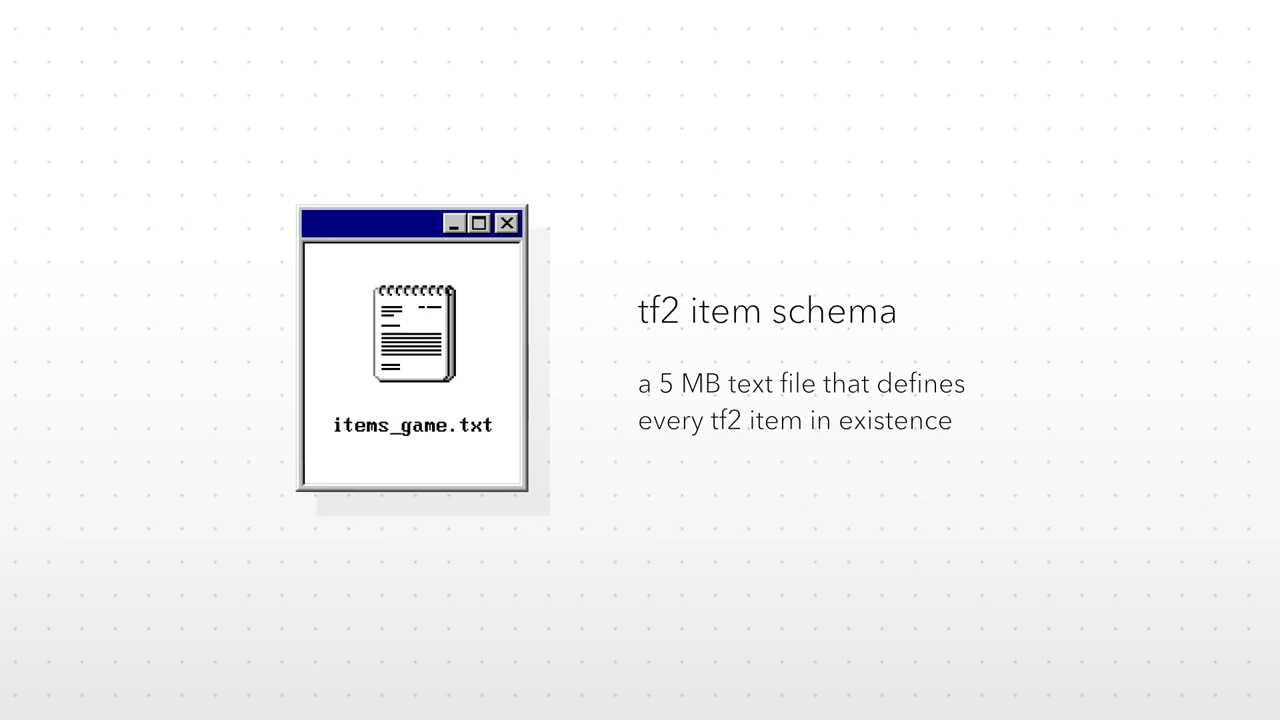 items_game.txt
tf2 item schema
a 5 MB text file that defines
every tf2 item in existence